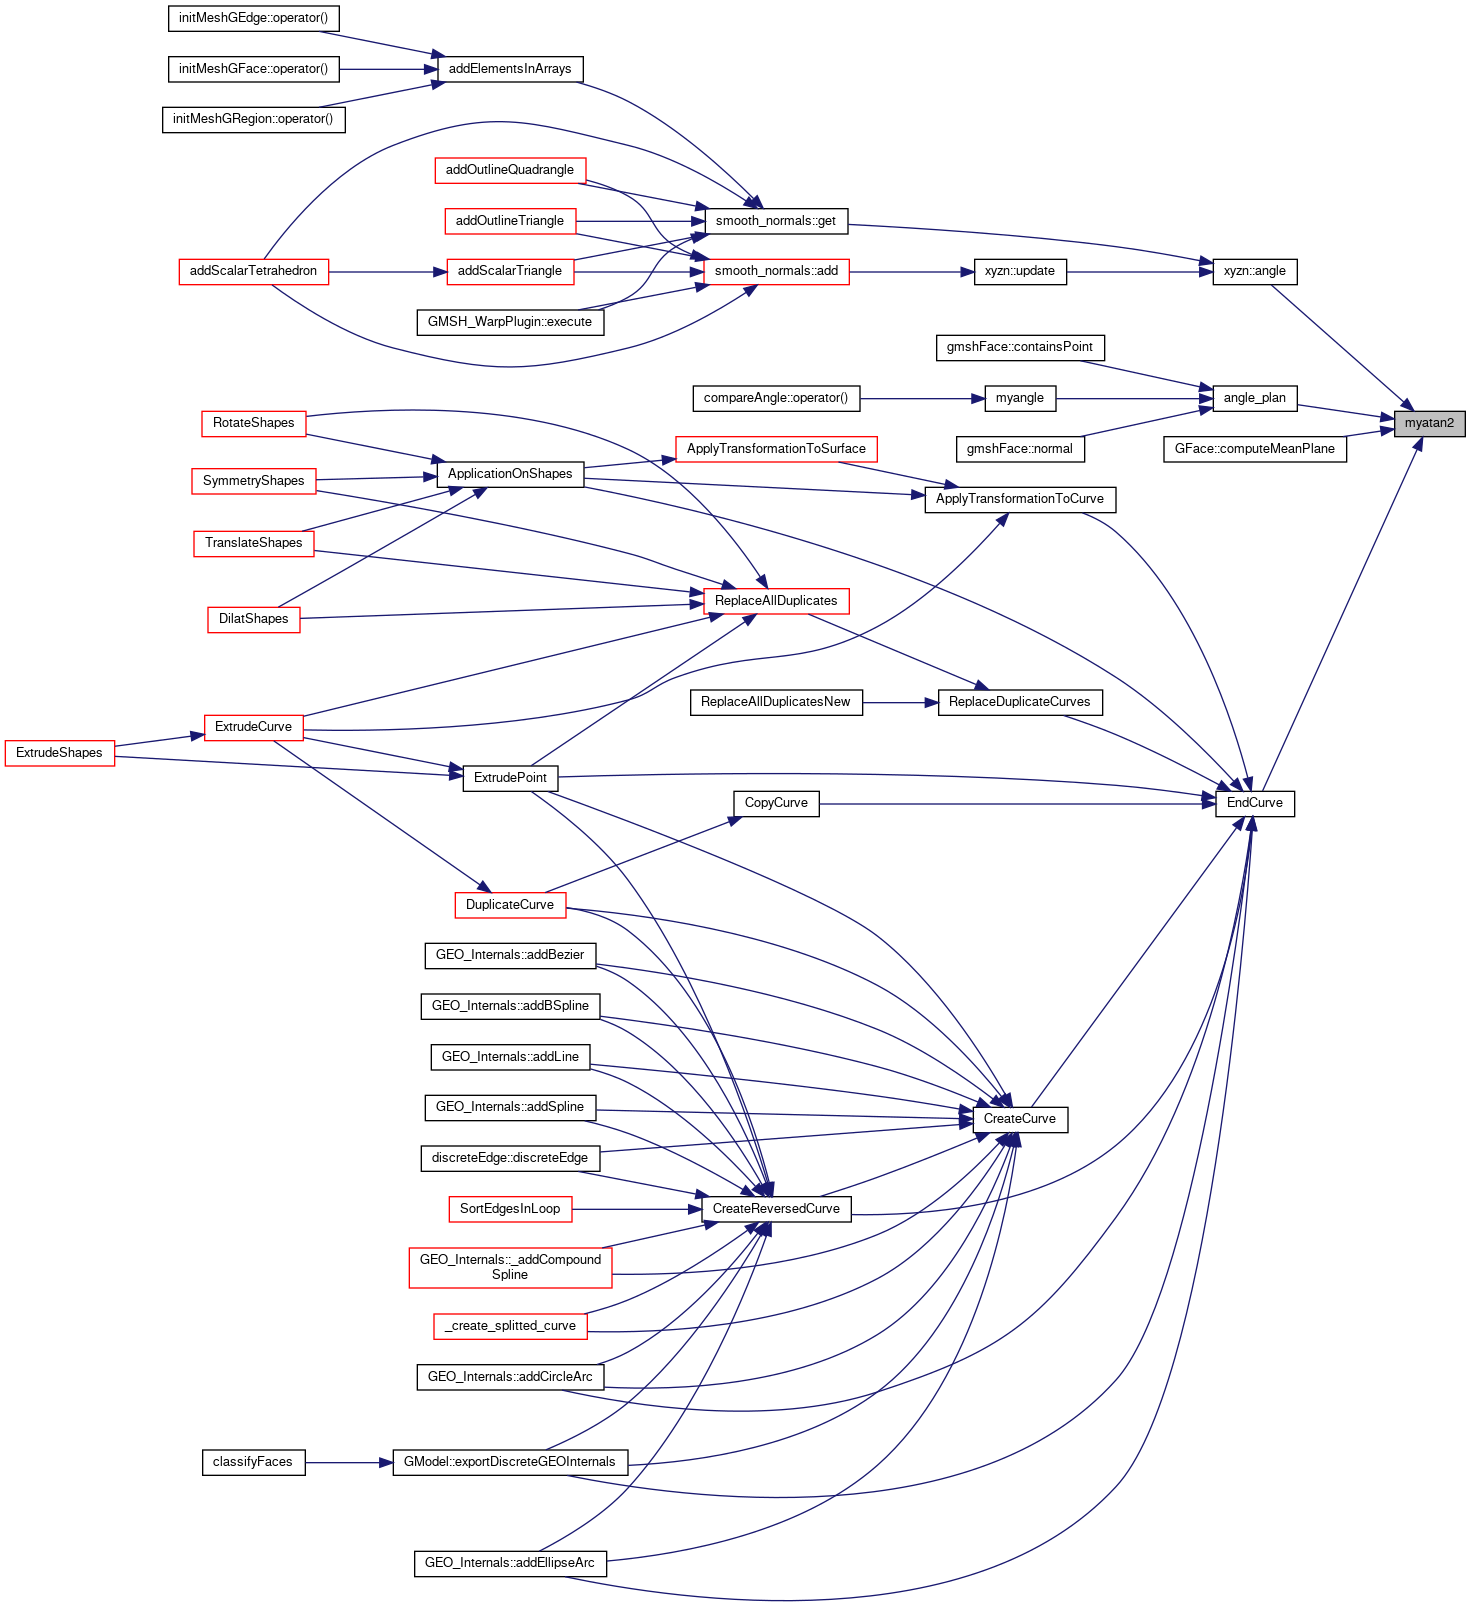 initMeshGEdge::operator()
addElementsInArrays
initMeshGFace::operator()
initMeshGRegion::operator()
addOutlineQuadrangle
addOutlineTriangle
smooth_normals::get
addScalarTetrahedron
addScalarTriangle
smooth_normals::add
xyzn::update
xyzn::angle
GMSH_WarpPlugin::execute
gmshFace::containsPoint
compareAngle::operator()
myangle
angle_plan
RotateShapes
myatan2
ApplyTransformationToSurface
gmshFace::normal
GFace::computeMeanPlane
ApplicationOnShapes
SymmetryShapes
ApplyTransformationToCurve
TranslateShapes
ReplaceAllDuplicates
DilatShapes
ReplaceAllDuplicatesNew
ReplaceDuplicateCurves
ExtrudeCurve
ExtrudeShapes
ExtrudePoint
CopyCurve
EndCurve
DuplicateCurve
GEO_Internals::addBezier
GEO_Internals::addBSpline
GEO_Internals::addLine
GEO_Internals::addSpline
CreateCurve
discreteEdge::discreteEdge
SortEdgesInLoop
CreateReversedCurve
GEO_Internals::_addCompound
Spline
_create_splitted_curve
GEO_Internals::addCircleArc
classifyFaces
GModel::exportDiscreteGEOInternals
GEO_Internals::addEllipseArc